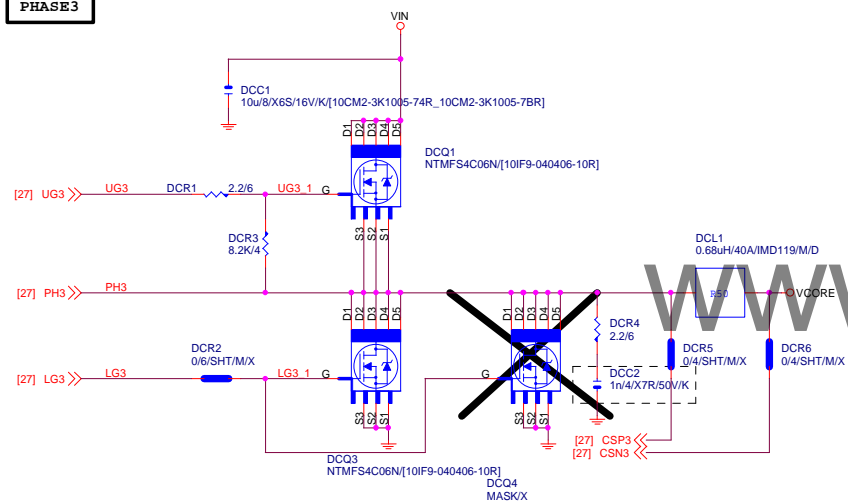 PHASE3
VIN
DCC1
10u/8/X6S/16V/K/[10CM2-3K1005-74R_10CM2-3K1005-7BR]
D1 D2 D3 D4 D5
DCQ1
NTMFS4C06N/[10IF9-040406-10R]
[27] UG3 UG3 DCR1 2.2/6 UG3_1 G
S3 S2 S1
DCR3
8.2K/4
DCL1
0.68uH/40A/IMD119/M/D
[27] PH3 PH3 R50 VCORE
WWW
D1 D2 D3 D4 D5 D1 D2 D3 D4 D5
DCR4
2.2/6
DCR2
0/6/SHT/M/X
DCR5
0/4/SHT/M/X
DCR6
0/4/SHT/M/X
[27] LG3 LG3 LG3_1 G G
DCC2
1n/4/X7R/50V/K
S3 S2 S1 S3 S2 S1
[27] CSP3
[27] CSN3
DCQ3
NTMFS4C06N/[10IF9-040406-10R]
DCQ4
MASK/X